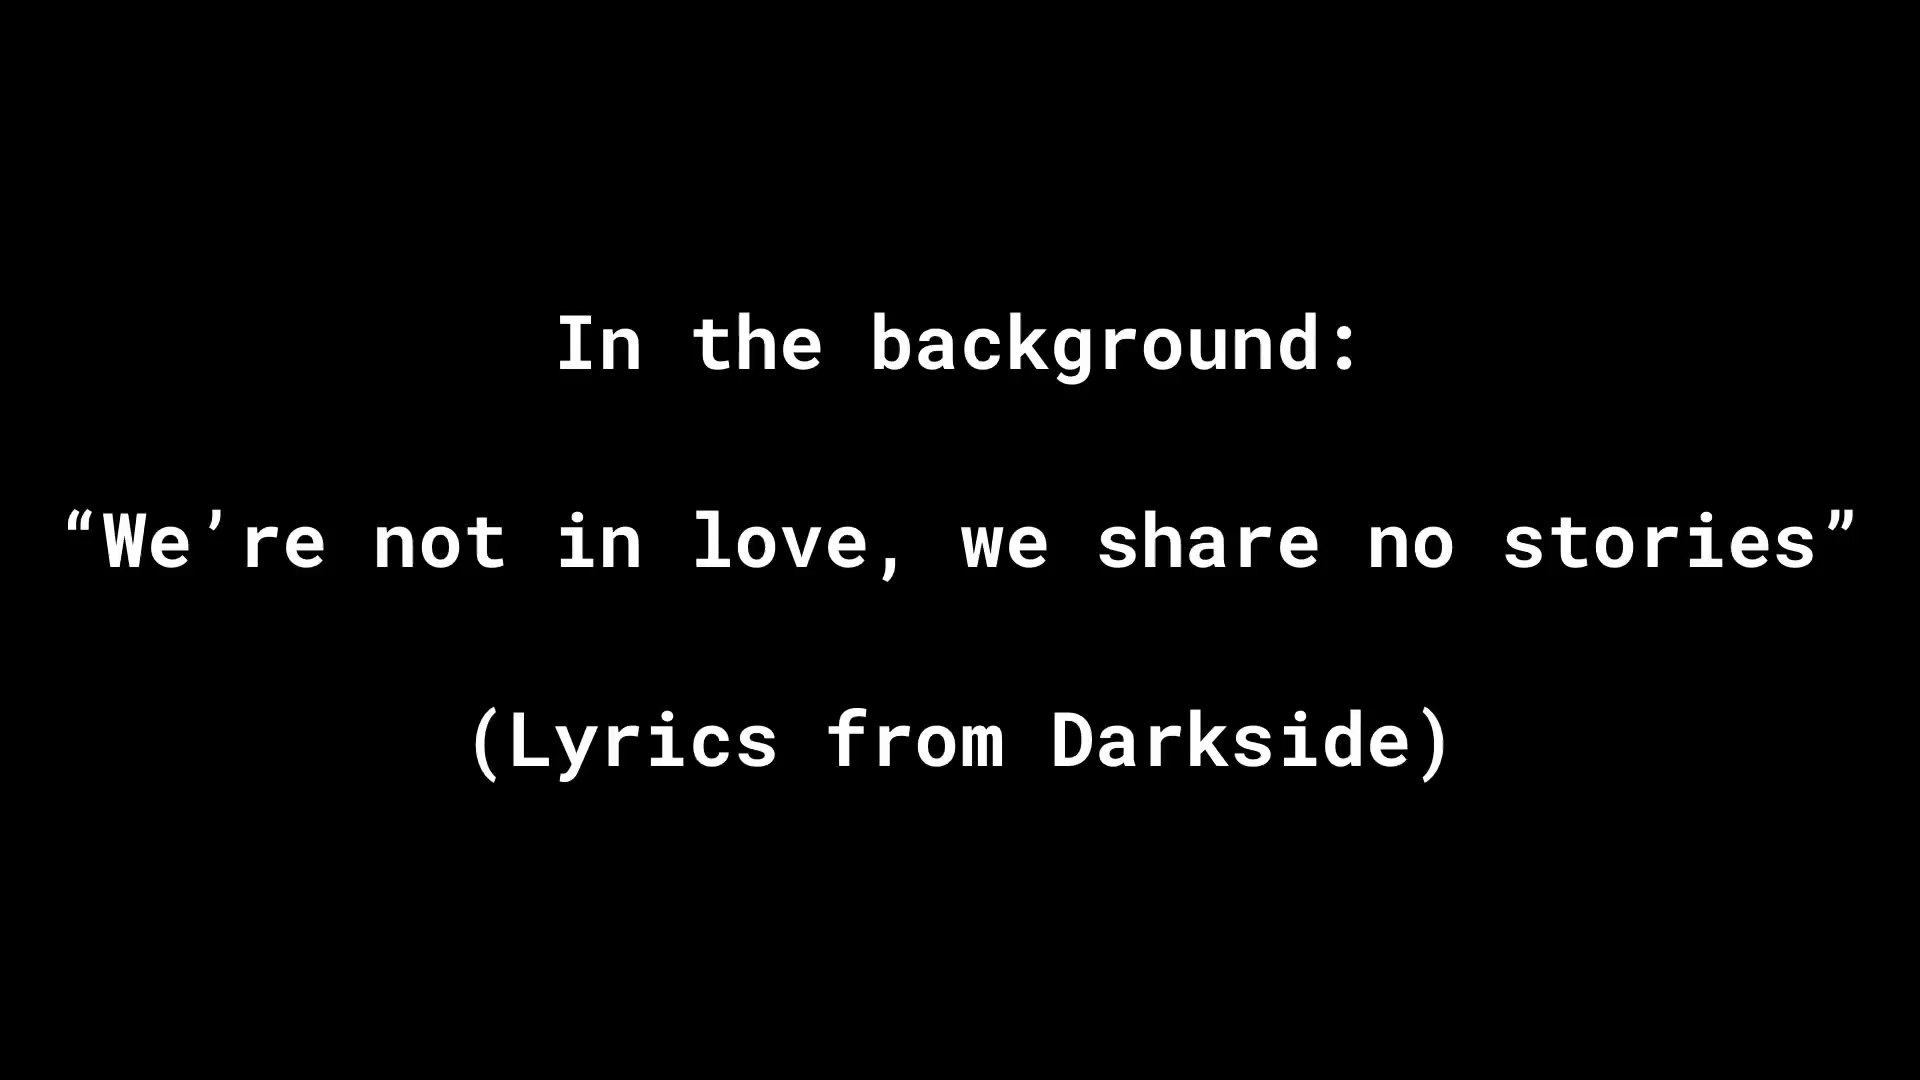 In the background:
“We’re not in love, we share no stories”
(Lyrics from Darkside)